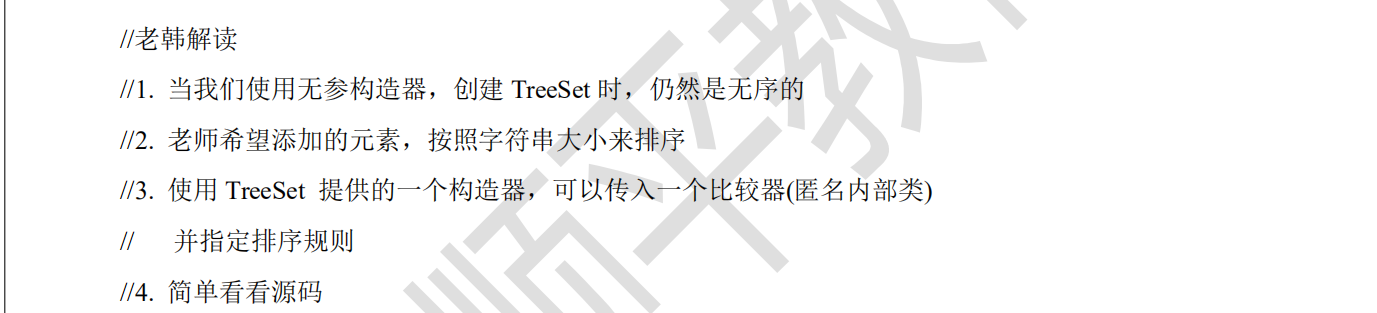 //老韩解读
//1. 当我们使用无参构造器，创建 TreeSet 时，仍然是无序的
//2. 老师希望添加的元素，按照字符串大小来排序
//3. 使用 TreeSet 提供的一个构造器，可以传入一个比较器(匿名内部类)
// 并指定排序规则
//4. 简单看看源码
师平教